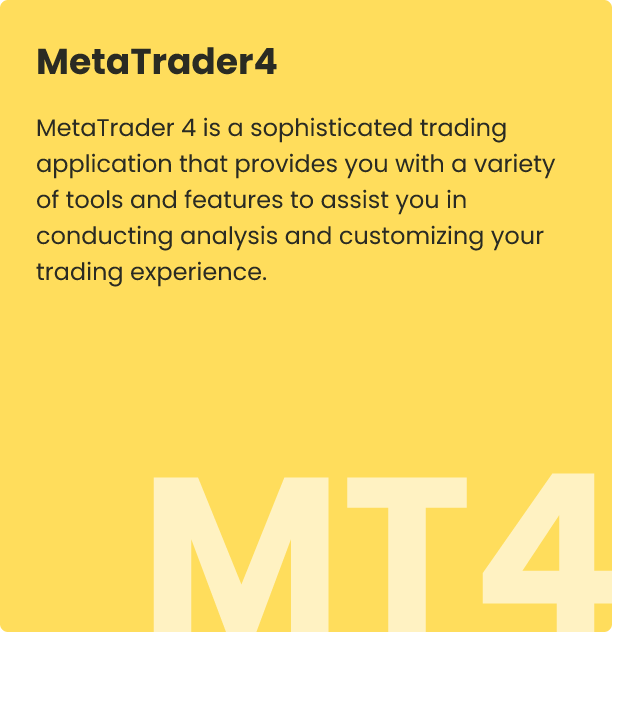 MetaTrader4
MetaTrader 4 is a sophisticated trading
application that provides you with a variety
of tools and features to assist you in
conducting analysis and customizing your
trading experience.
MT4